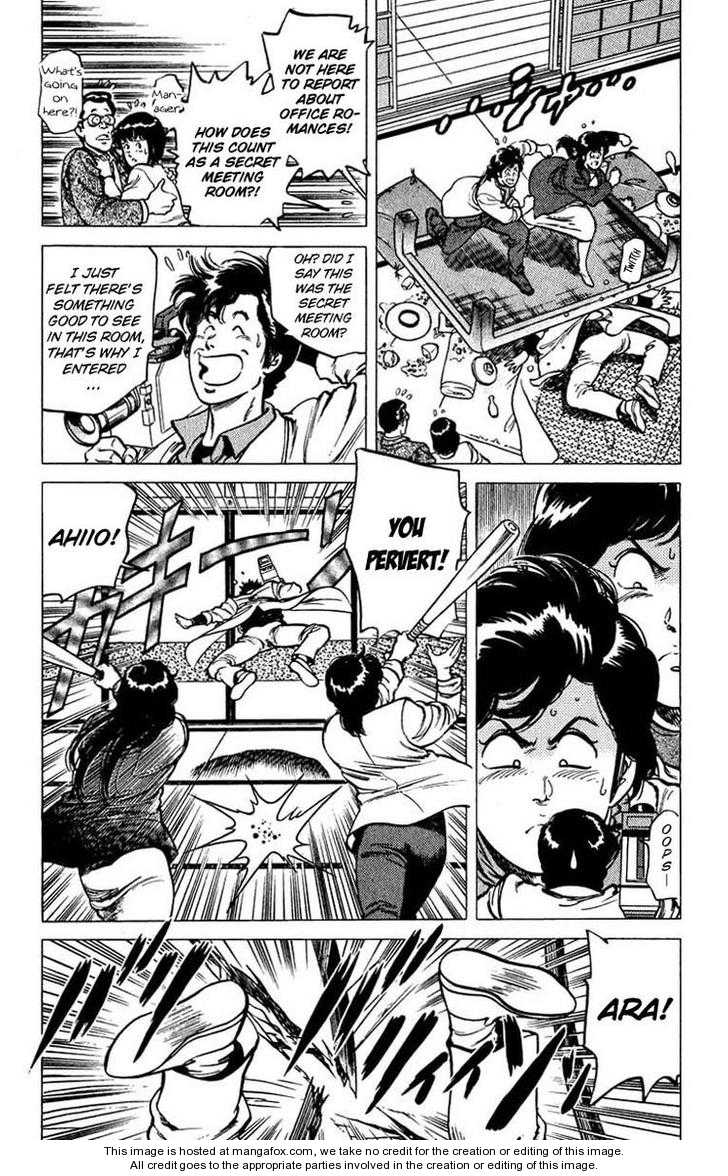 WE ARE
NOT HERE
TO REPORT
ABOUT
OFFICE RO-
MANCES!
HOW DOES
THIS COUNT
AS A SECRET
MEETING
ROOM?!
Man-
ager
What's
going
on
here?!
TWITCH
OH? DID I
SAY THIS
WAS THE
SECRET
MEETING
ROOM?
I JUST
FELT THERE'S
SOMETHING
GOOD TO SEE
IN THIS ROOM,
THAT'S WHY I
ENTERED
...
OOPS—
YOU
PERVERT!
AHIIO!
ガキーン
ARA!
This image is hosted at mangafox.com, we take no credit for the creation or editing of this image.
All credit goes to the appropriate parties involved in the creation or editing of this image.